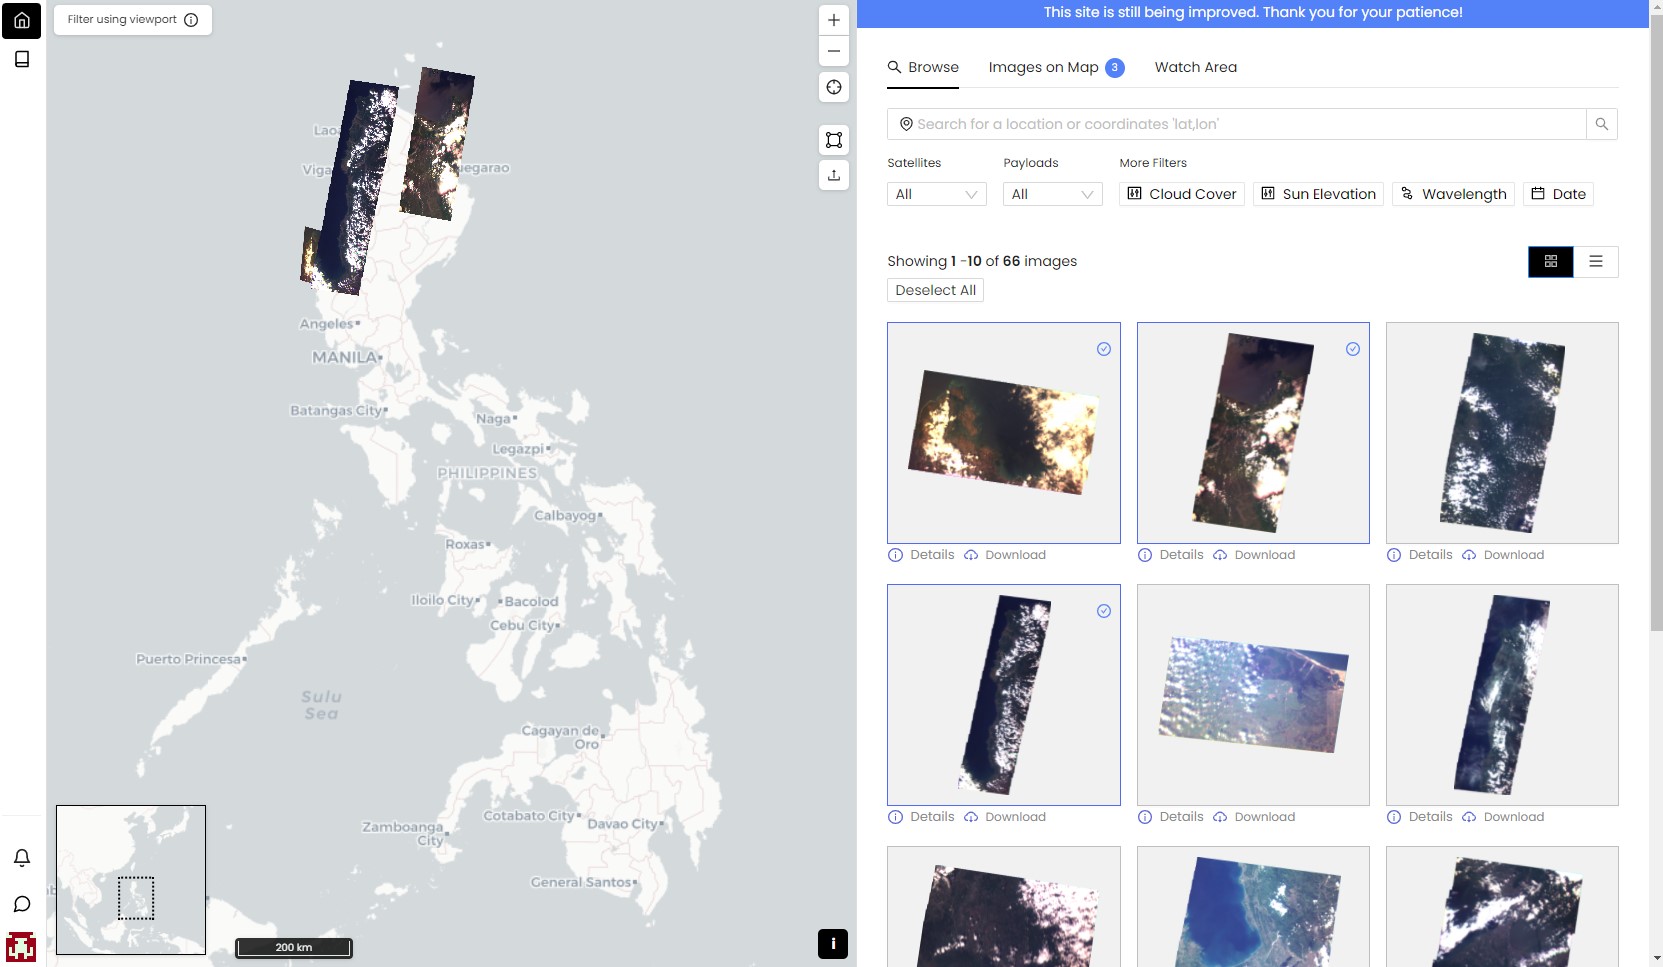 Filter using viewport
Laoag
Vigan
Tuguegarao
Angeles
MANILA
Batangas City
Naga
Legazpi
PHILIPPINES
Calbayog
Roxas
Iloilo City
Bacolod
Cebu City
Puerto Princesa
Sulu
Sea
Cagayan de
Oro
Cotabato City
Zamboanga
City
Davao City
General Santos
200 km
i
This site is still being improved. Thank you for your patience!
Browse
Images on Map 3
Watch Area
Search for a location or coordinates 'lat,lon'
Satellites Payloads More Filters
All All Cloud Cover Sun Elevation Wavelength Date
Showing 1 -10 of 66 images
Deselect All
Details Download Details Download Details Download
Details Download Details Download Details Download